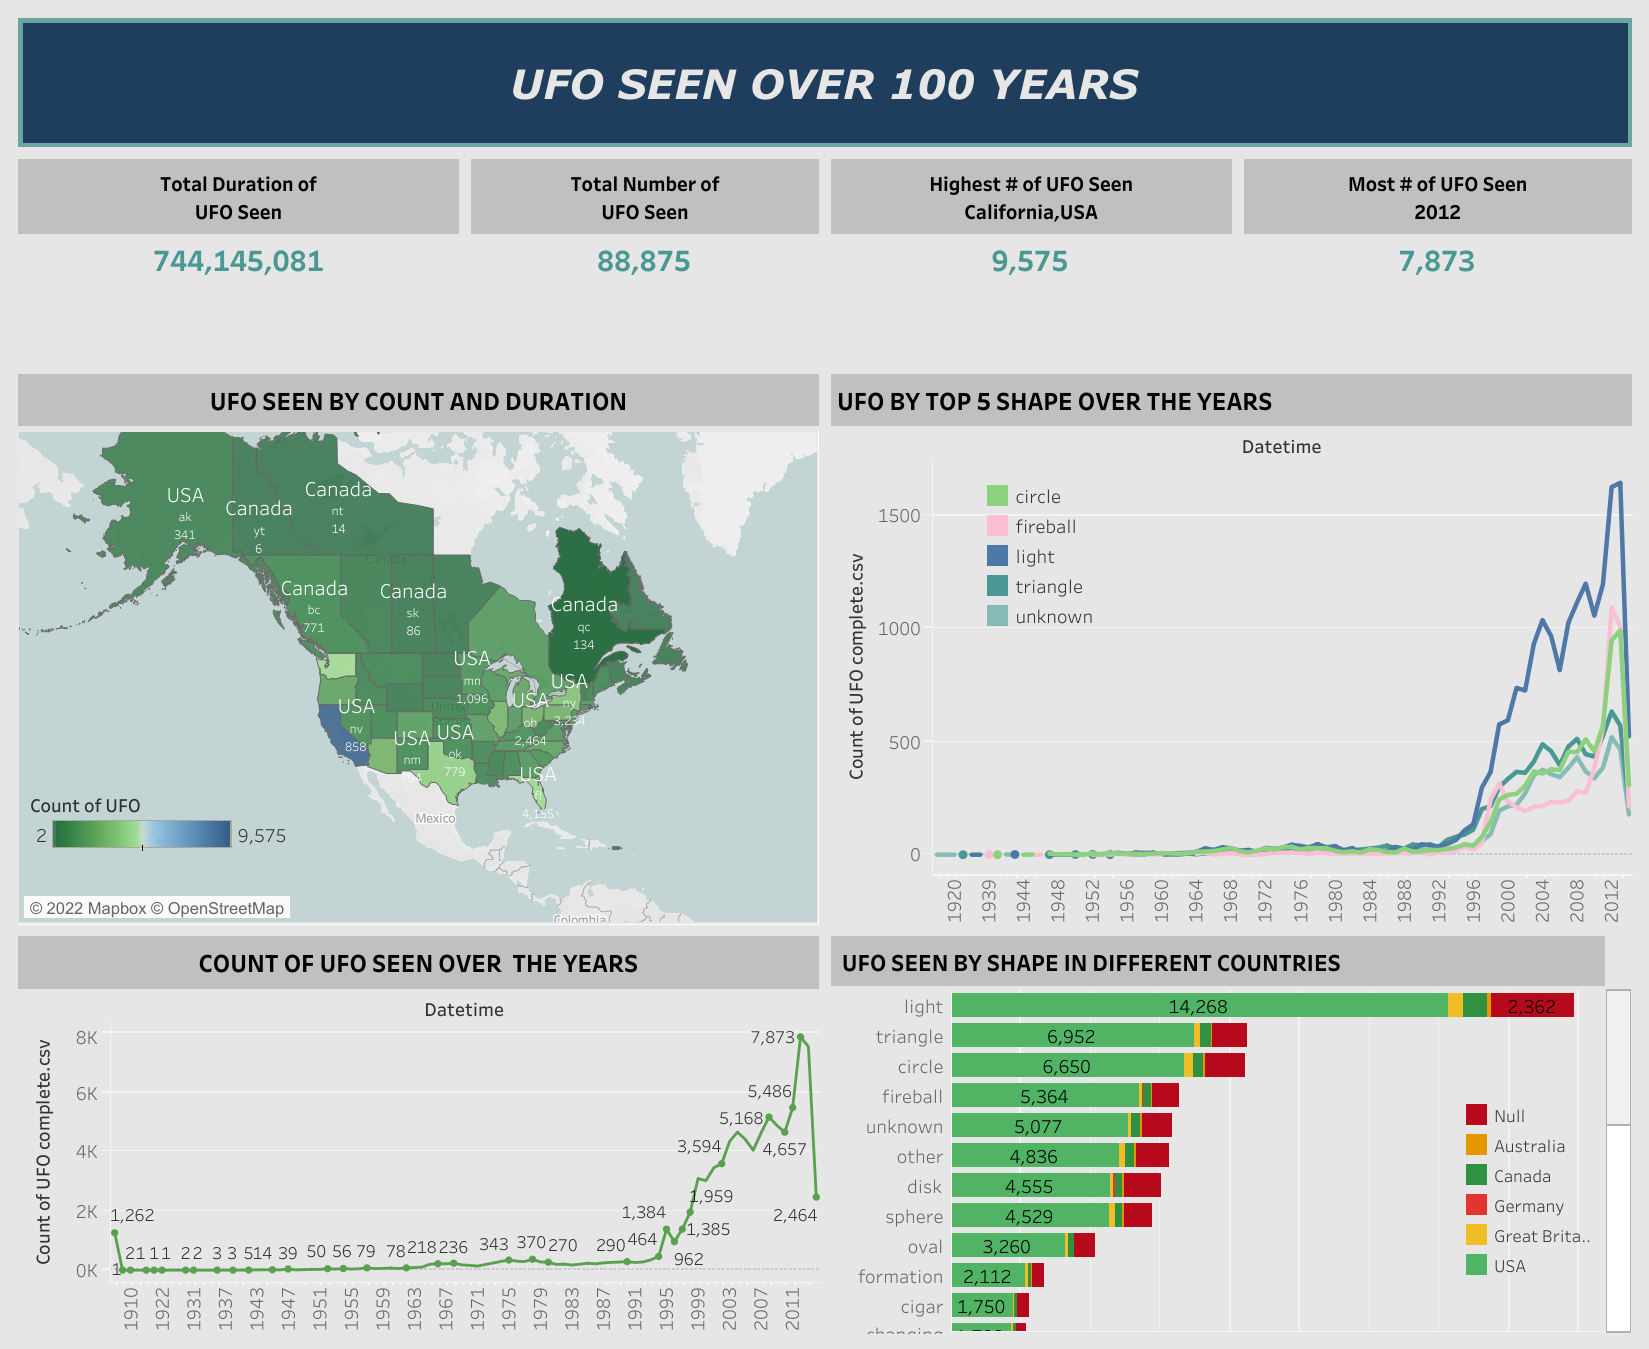 UFO SEEN OVER 100 YEARS
Total Duration of
UFO Seen
744,145,081
Total Number of
UFO Seen
88,875
Highest # of UFO Seen
California,USA
9,575
Most # of UFO Seen
2012
7,873
UFO SEEN BY COUNT AND DURATION
USA
ak
341
Canada
yt
6
Canada
nt
14
Canada
Canada
bc
771
Canada
sk
86
Canada
qc
134
USA
mn
1,096
USA
ny
3,234
USA
oh
2,464
USA
nv
858
USA
nm
USA
ok
779
USA
fl
4,155
United
Mexico
Colombia
Count of UFO
2
9,575
© 2022 Mapbox © OpenStreetMap
UFO BY TOP 5 SHAPE OVER THE YEARS
Datetime
circle
fireball
light
triangle
unknown
Count of UFO complete.csv
1500
1000
500
0
1920 1939 1944 1948 1952 1956 1960 1964 1968 1972 1976 1980 1984 1988 1992 1996 2000 2004 2008 2012
COUNT OF UFO SEEN OVER THE YEARS
Datetime
Count of UFO complete.csv
8K
6K
4K
2K
0K
7,873
5,486
5,168
4,657
3,594
1,959
1,384
1,385
2,464
1,262
1
21 11 22 3 3 514 39 50 56 79 78 218 236 343 370 270 290 464 962
1910 1922 1931 1937 1943 1947 1951 1955 1959 1963 1967 1971 1975 1979 1983 1987 1991 1995 1999 2003 2007 2011
UFO SEEN BY SHAPE IN DIFFERENT COUNTRIES
light 14,268 2,362
triangle 6,952
circle 6,650
fireball 5,364
unknown 5,077
other 4,836
disk 4,555
sphere 4,529
oval 3,260
formation 2,112
cigar 1,750
changing
Null
Australia
Canada
Germany
Great Brita..
USA